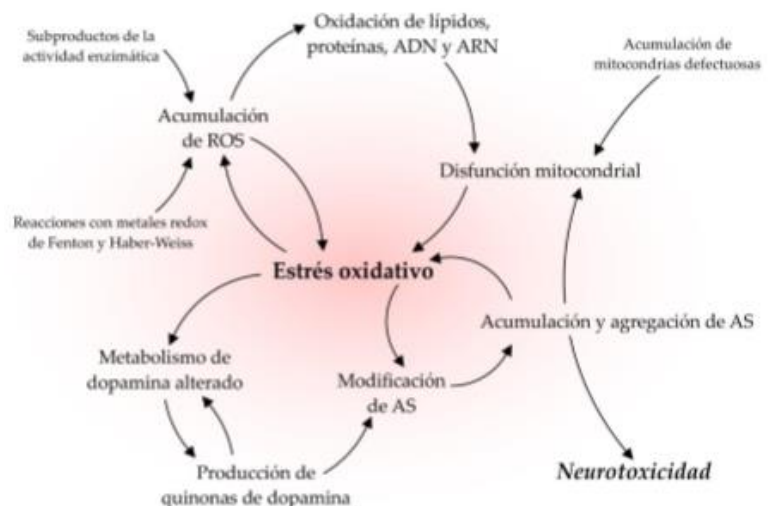 Oxidación de lípidos,
proteínas, ADN y ARN
Subproductos de la
actividad enzimática
Acumulación de
mitocondrias defectuosas
Acumulación
de ROS
Disfunción mitocondrial
Reacciones con metales redox
de Fenton y Haber-Weiss
Estrés oxidativo
Acumulación y agregación de AS
Metabolismo de
dopamina alterado
Modificación
de AS
Producción de
quinonas de dopamina
Neurotoxicidad